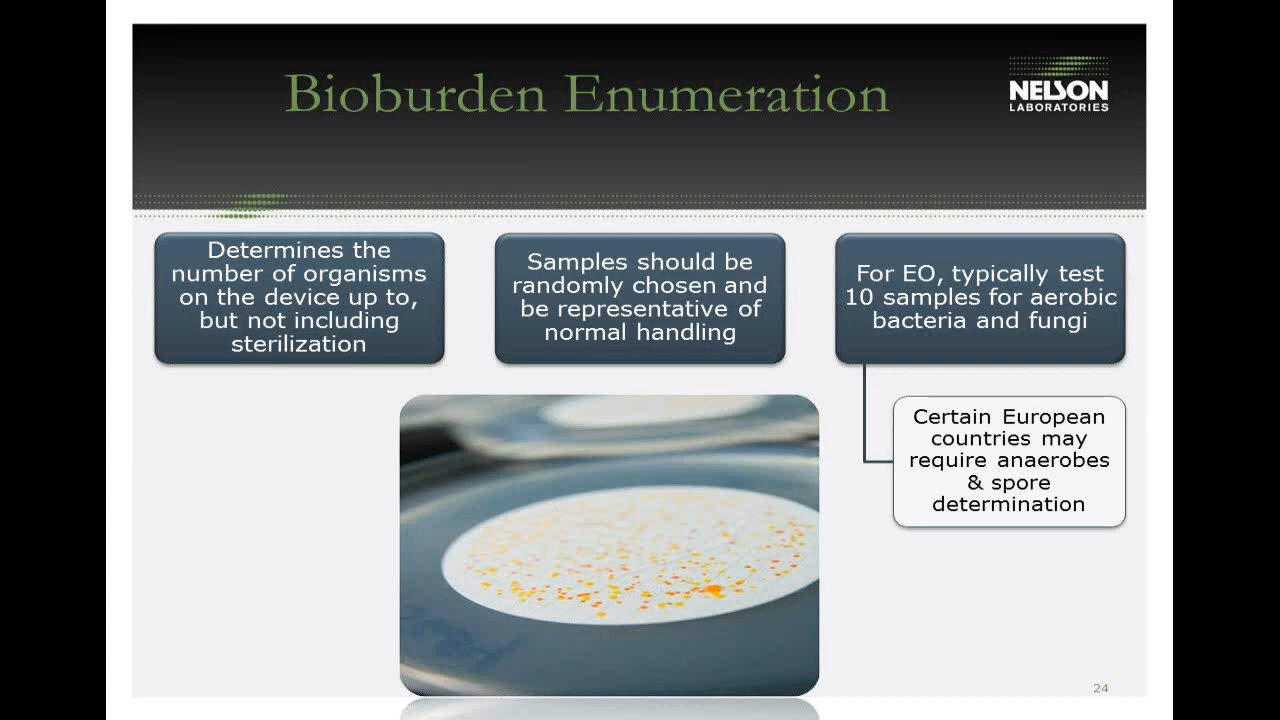 Bioburden Enumeration
NELSON
LABORATORIES
Determines the
number of organisms
on the device up to,
but not including
sterilization
Samples should be
randomly chosen and
be representative of
normal handling
For EO, typically test
10 samples for aerobic
bacteria and fungi
Certain European
countries may
require anaerobes
& spore
determination
24